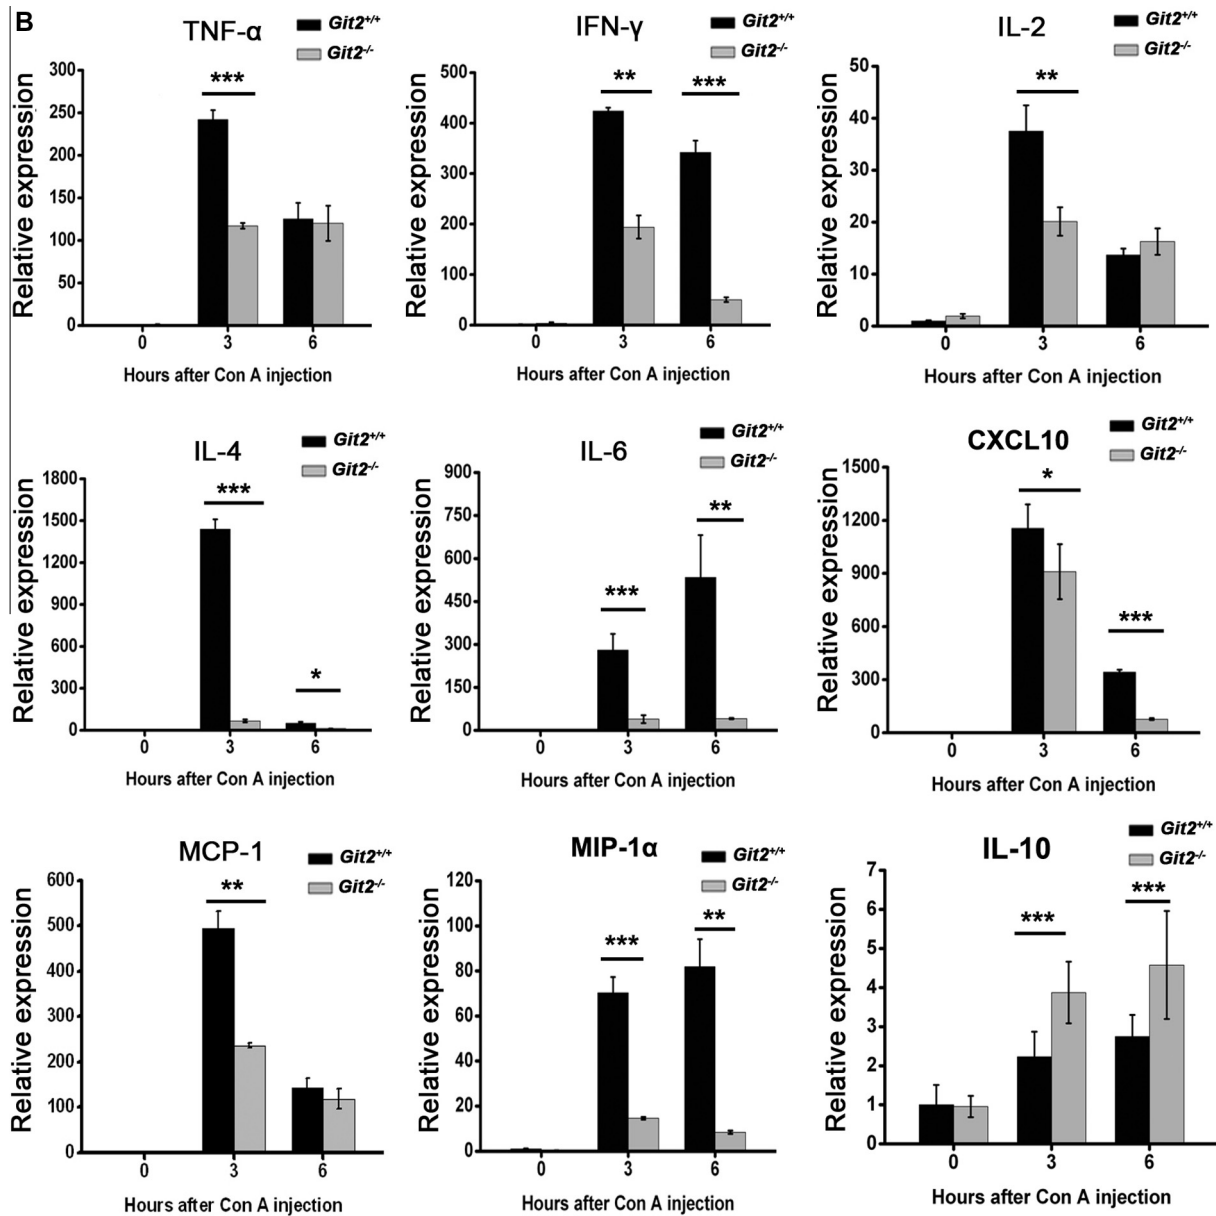 B
TNF-α
Git2+/+
Git2-/-
Relative expression
300
250
200
150
100
50
0
***
0 3 6
Hours after Con A injection
IFN-γ
Git2+/+
Git2-/-
Relative expression
500
400
300
200
100
0
** ***
0 3 6
Hours after Con A injection
IL-2
Git2+/+
Git2-/-
Relative expression
50
40
30
20
10
0
**
0 3 6
Hours after Con A injection
IL-4
Git2+/+
Git2-/-
Relative expression
1800
1500
1200
900
600
300
0
***
*
0 3 6
Hours after Con A injection
IL-6
Git2+/+
Git2-/-
Relative expression
900
750
600
450
300
150
0
***
**
0 3 6
Hours after Con A injection
CXCL10
Git2+/+
Git2-/-
Relative expression
1500
1200
900
600
300
0
*
***
0 3 6
Hours after Con A injection
MCP-1
Git2+/+
Git2-/-
Relative expression
600
500
400
300
200
100
0
**
0 3 6
Hours after Con A injection
MIP-1α
Git2+/+
Git2-/-
Relative expression
120
100
80
60
40
20
0
***
**
0 3 6
Hours after Con A injection
IL-10
Git2+/+
Git2-/-
Relative expression
7
6
5
4
3
2
1
0
***
***
0 3 6
Hours after Con A injection